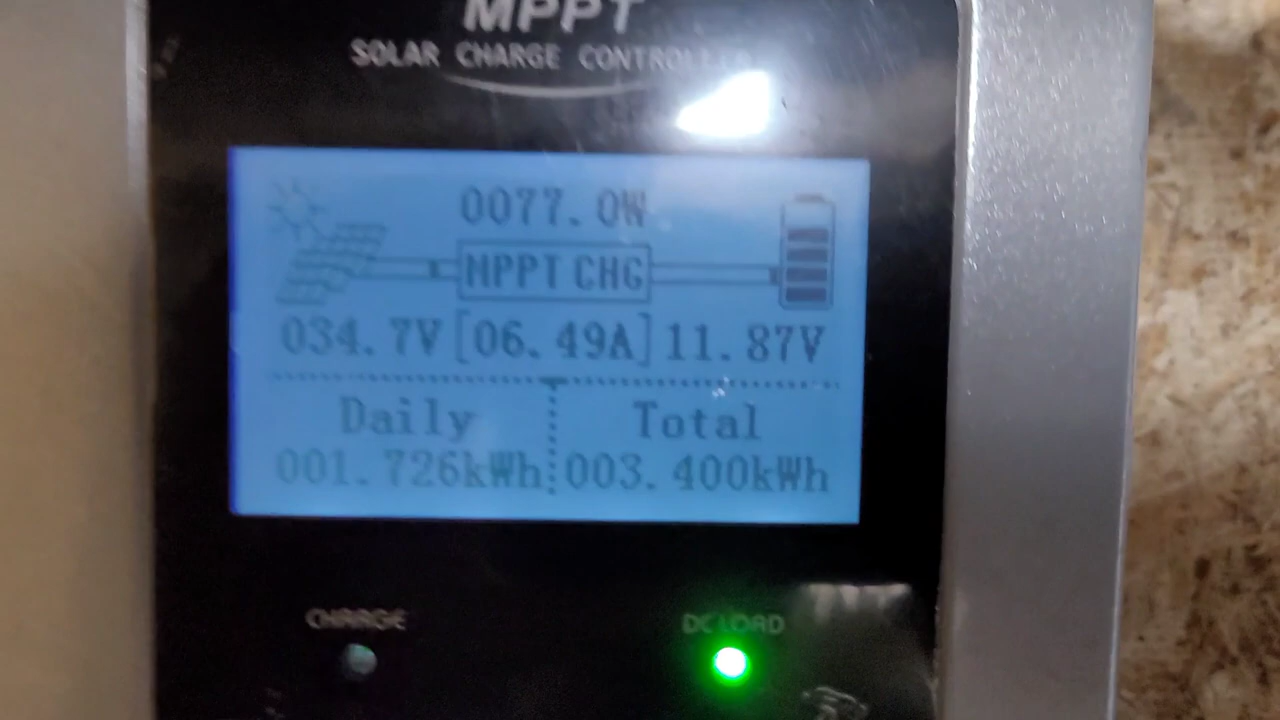 MPPT
SOLAR CHARGE CONTROLLER
0077.0W
MPPT CHG
034.7V [06.49A] 11.87V
Daily Total
001.726kWh 003.400kWh
CHARGE DC LOAD